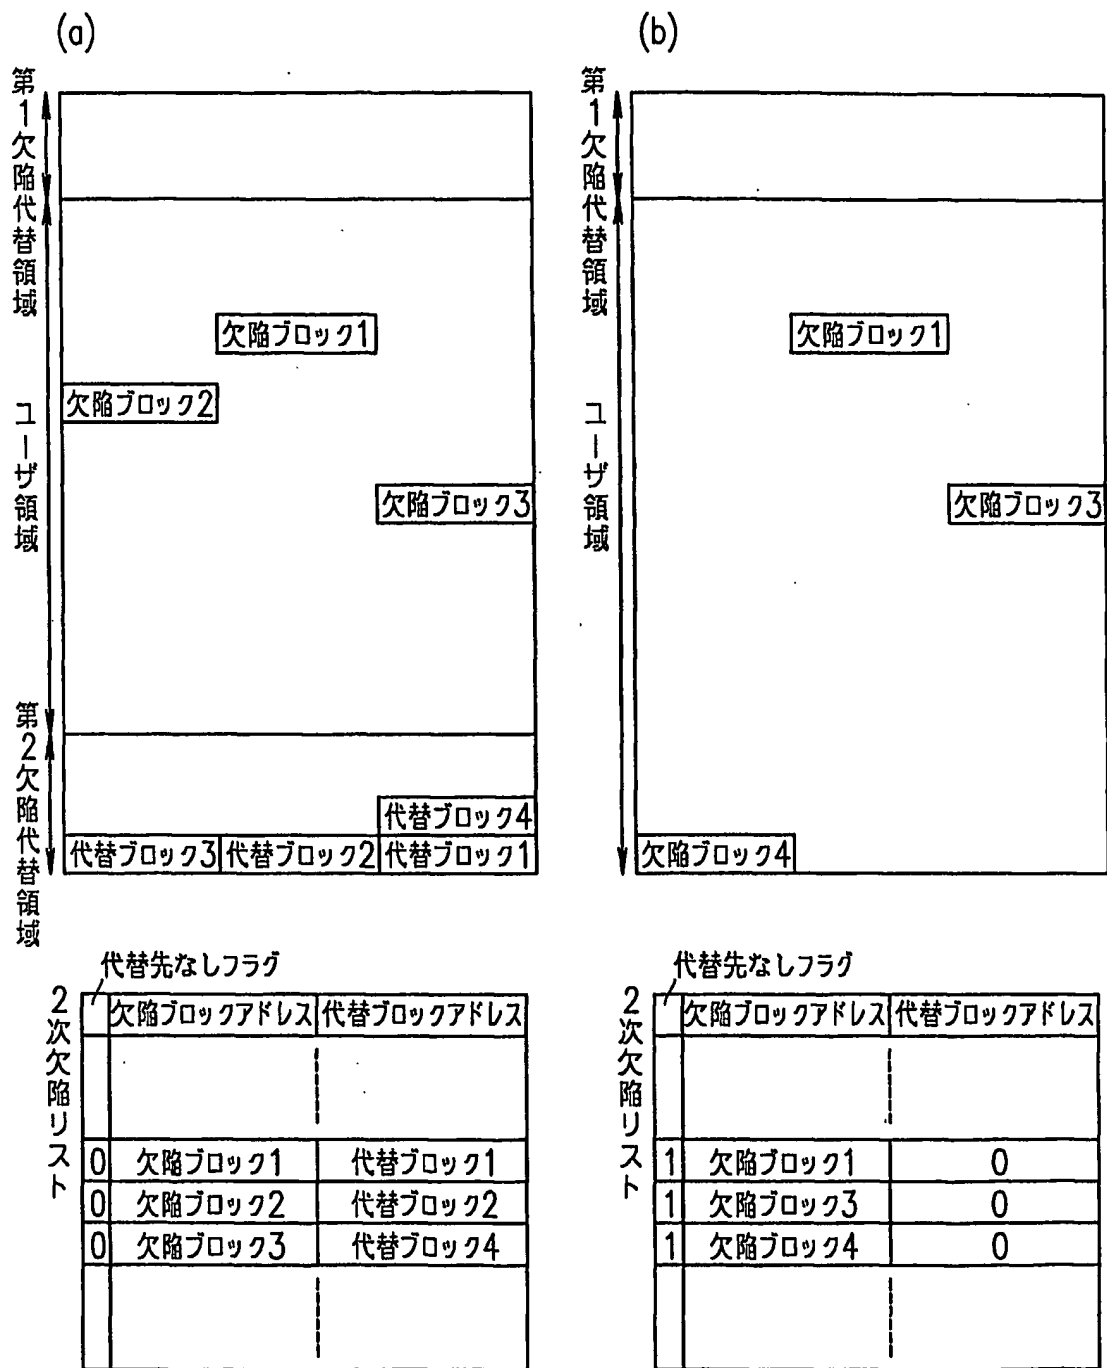 (a)
第1欠陥代替領域
ユーザ領域
第2欠陥代替領域
欠陥ブロック1
欠陥ブロック2
欠陥ブロック3
代替ブロック4
代替ブロック3 代替ブロック2 代替ブロック1
代替先なしフラグ
2次欠陥リスト
欠陥ブロックアドレス 代替ブロックアドレス
0 欠陥ブロック1 代替ブロック1
0 欠陥ブロック2 代替ブロック2
0 欠陥ブロック3 代替ブロック4
(b)
第1欠陥代替領域
ユーザ領域
欠陥ブロック1
欠陥ブロック3
欠陥ブロック4
代替先なしフラグ
2次欠陥リスト
欠陥ブロックアドレス 代替ブロックアドレス
1 欠陥ブロック1 0
1 欠陥ブロック3 0
1 欠陥ブロック4 0